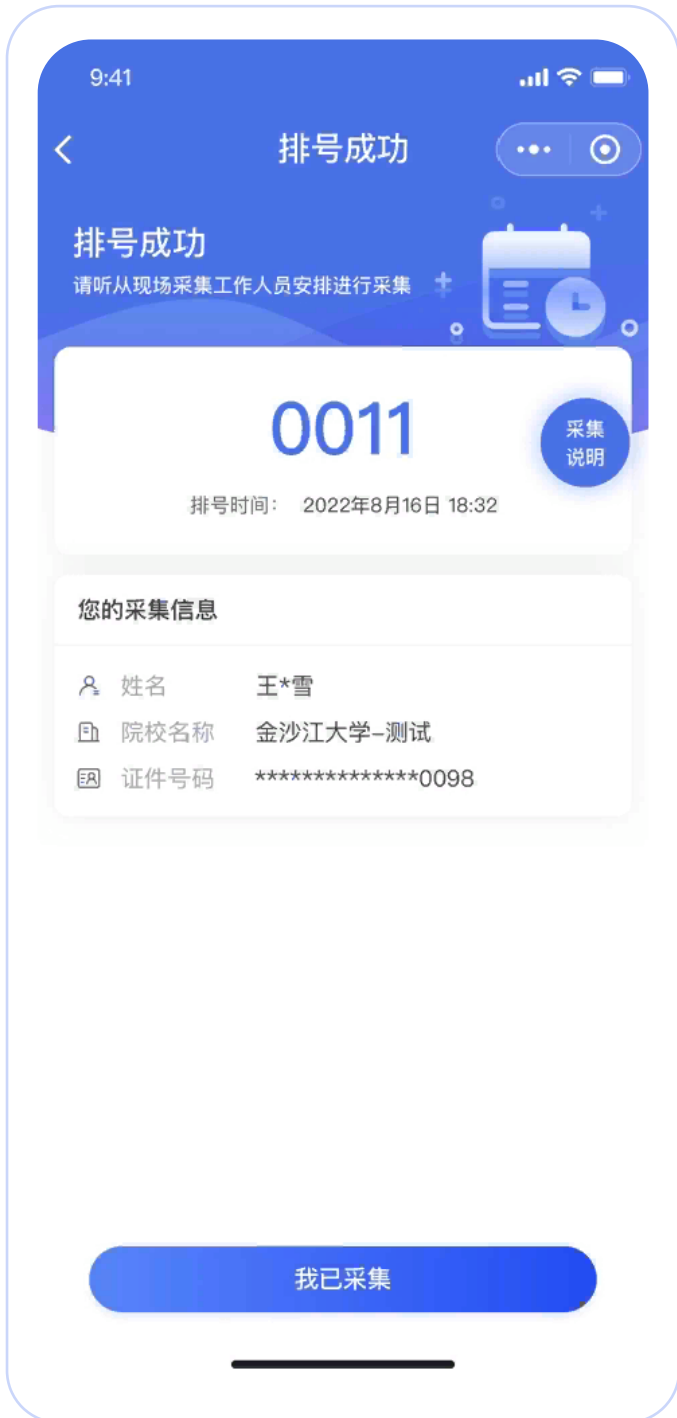 9:41
排号成功
排号成功
请听从现场采集工作人员安排进行采集
0011
采集
说明
排号时间： 2022年8月16日 18:32
您的采集信息
姓名 王*雪
院校名称 金沙江大学-测试
证件号码 **************0098
我已采集